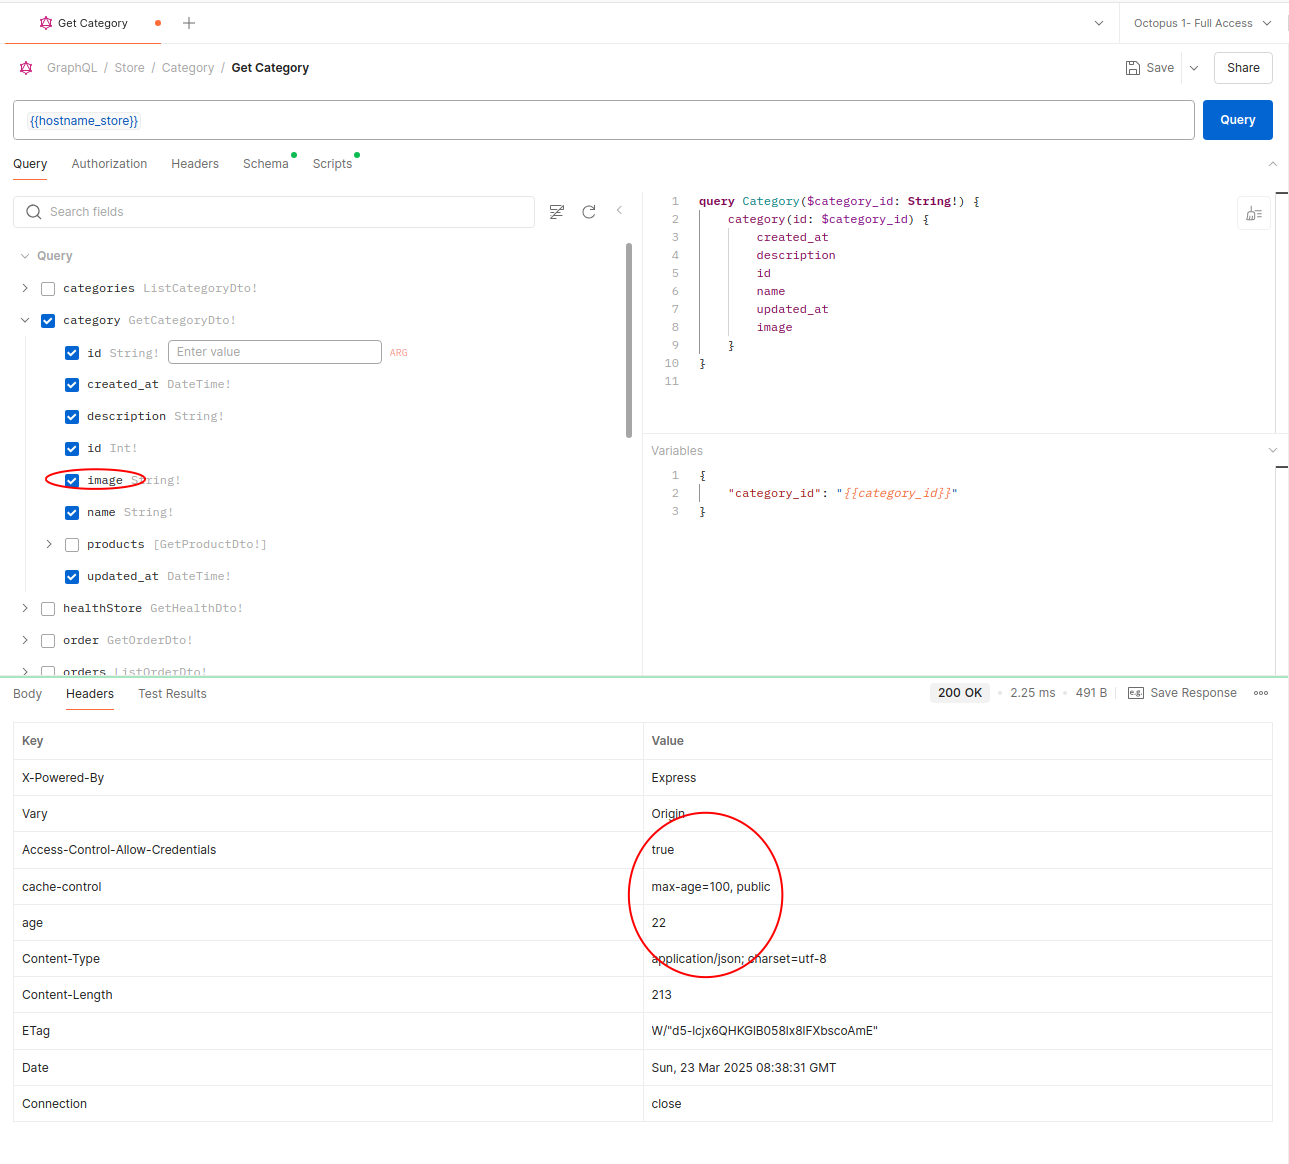 Get Category
Octopus 1- Full Access
GraphQL / Store / Category / Get Category
Save
Share
{{hostname_store}}
Query
Query Authorization Headers Schema Scripts
Search fields
Query
categories ListCategoryDto!
category GetCategoryDto!
id String! Enter value ARG
created_at DateTime!
description String!
id Int!
image String!
name String!
products [GetProductDto!]
updated_at DateTime!
healthStore GetHealthDto!
order GetOrderDto!
orders ListOrderDto!
1 query Category($category_id: String!) {
2 category(id: $category_id) {
3 created_at
4 description
5 id
6 name
7 updated_at
8 image
9 }
10 }
11
Variables
1 {
2 "category_id": "{{category_id}}"
3 }
Body Headers Test Results
200 OK • 2.25 ms • 491 B
e.g. Save Response
Key Value
X-Powered-By Express
Vary Origin
Access-Control-Allow-Credentials true
cache-control max-age=100, public
age 22
Content-Type application/json; charset=utf-8
Content-Length 213
ETag
Date Sun, 23 Mar 2025 08:38:31 GMT
Connection close